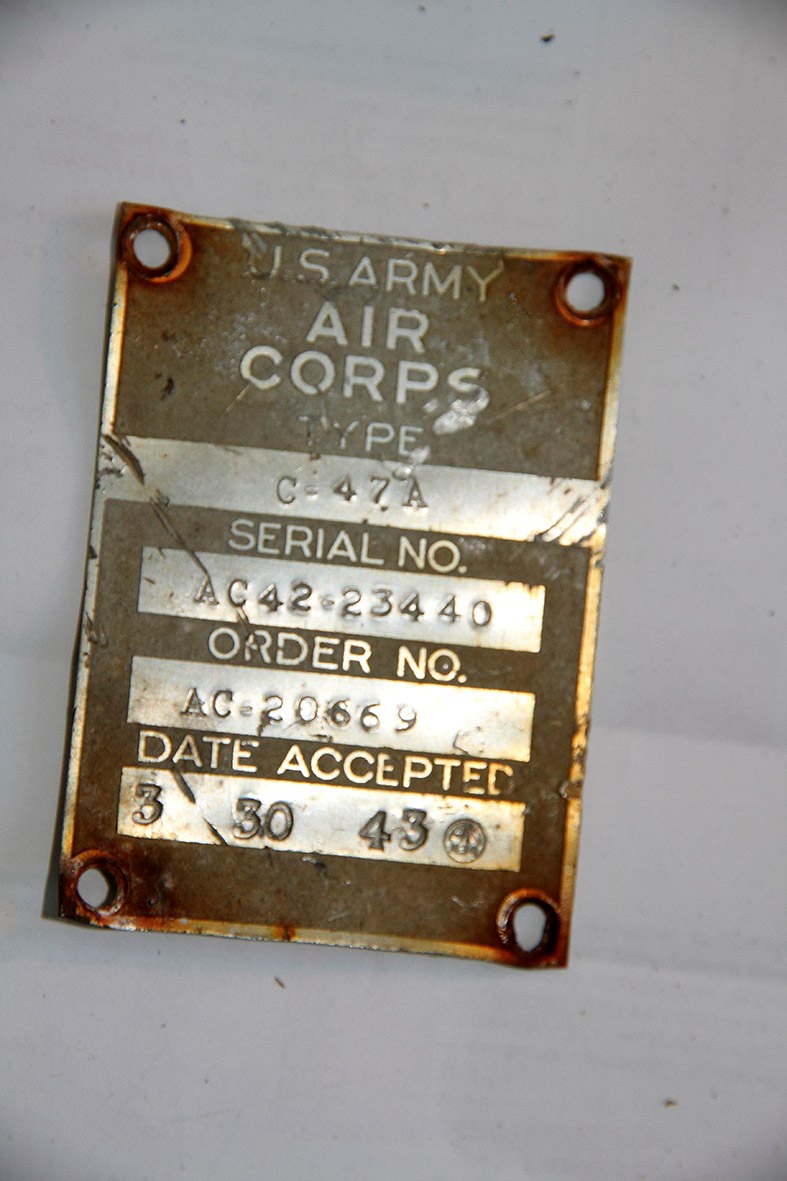 U.S. ARMY
AIR
CORPS
TYPE
C-47A
SERIAL NO.
AC42-23440
ORDER NO.
AC-20669
DATE ACCEPTED
3 30 43